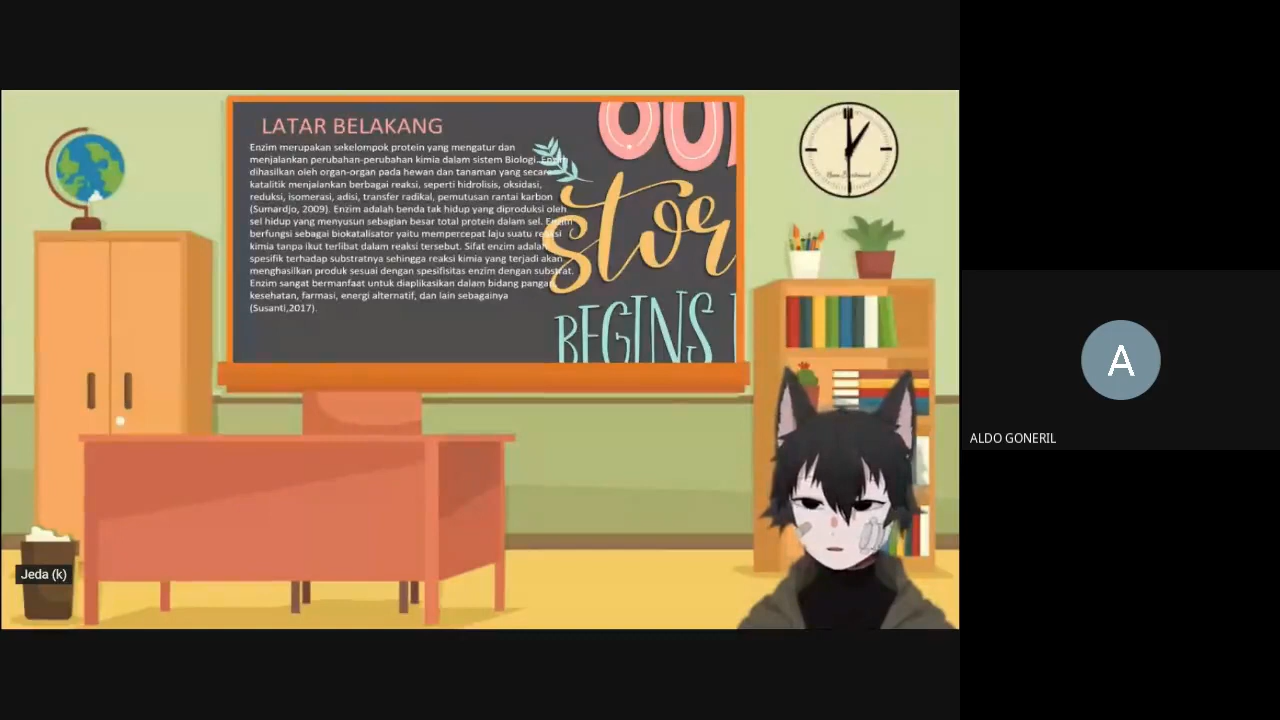 LATAR BELAKANG
Enzim merupakan sekelompok protein yang mengatur dan
menjalankan perubahan-perubahan kimia dalam sistem Biologi. Enzim
dihasilkan oleh organ-organ pada hewan dan tanaman yang secara
katalitik menjalankan berbagai reaksi, seperti hidrolisis, oksidasi,
reduksi, isomerasi, adisi, transfer radikal, pemutusan rantai karbon
(Sumardjo, 2009). Enzim adalah benda tak hidup yang diproduksi oleh
sel hidup yang menyusun sebagian besar total protein dalam sel. Enzim
berfungsi sebagai biokatalisator yaitu mempercepat laju suatu reaksi
kimia tanpa ikut terlibat dalam reaksi tersebut. Sifat enzim adalah
spesifik terhadap substratnya sehingga reaksi kimia yang terjadi akan
menghasilkan produk sesuai dengan spesifisitas enzim dengan substrat.
Enzim sangat bermanfaat untuk diaplikasikan dalam bidang pangan,
kesehatan, farmasi, energi alternatif, dan lain sebagainya
(Susanti,2017).
stor
BEGINS
Jeda (k)
A
ALDO GONERIL